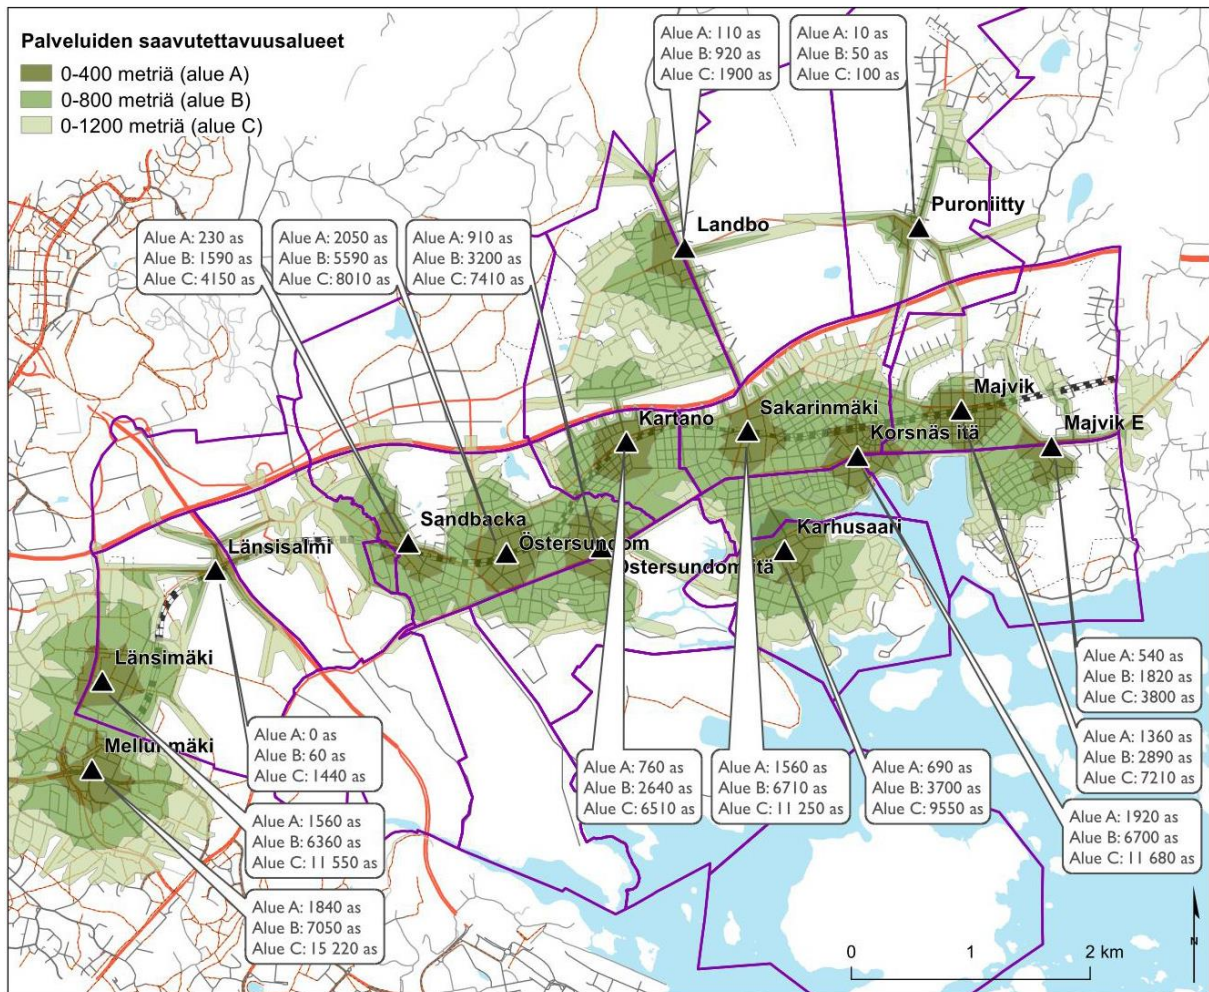 Palveluiden saavutettavuusalueet
0-400 metriä (alue A)
0-800 metriä (alue B)
0-1200 metriä (alue C)
Alue A: 110 as
Alue B: 920 as
Alue C: 1900 as
Alue A: 10 as
Alue B: 50 as
Alue C: 100 as
Alue A: 230 as
Alue B: 1590 as
Alue C: 4150 as
Alue A: 2050 as
Alue B: 5590 as
Alue C: 8010 as
Alue A: 910 as
Alue B: 3200 as
Alue C: 7410 as
Landbo
Puroniitty
Kartano
Sakarinmäki
Majvik
Korsnäs itä
Majvik E
Sandbacka
Östersundom
Östersundom itä
Karhusaari
Länsisalmi
Länsimäki
Mellunmäki
Alue A: 0 as
Alue B: 60 as
Alue C: 1440 as
Alue A: 1560 as
Alue B: 6360 as
Alue C: 11 550 as
Alue A: 1840 as
Alue B: 7050 as
Alue C: 15 220 as
Alue A: 760 as
Alue B: 2640 as
Alue C: 6510 as
Alue A: 1560 as
Alue B: 6710 as
Alue C: 11 250 as
Alue A: 690 as
Alue B: 3700 as
Alue C: 9550 as
Alue A: 540 as
Alue B: 1820 as
Alue C: 3800 as
Alue A: 1360 as
Alue B: 2890 as
Alue C: 7210 as
Alue A: 1920 as
Alue B: 6700 as
Alue C: 11 680 as
0 1 2 km
N